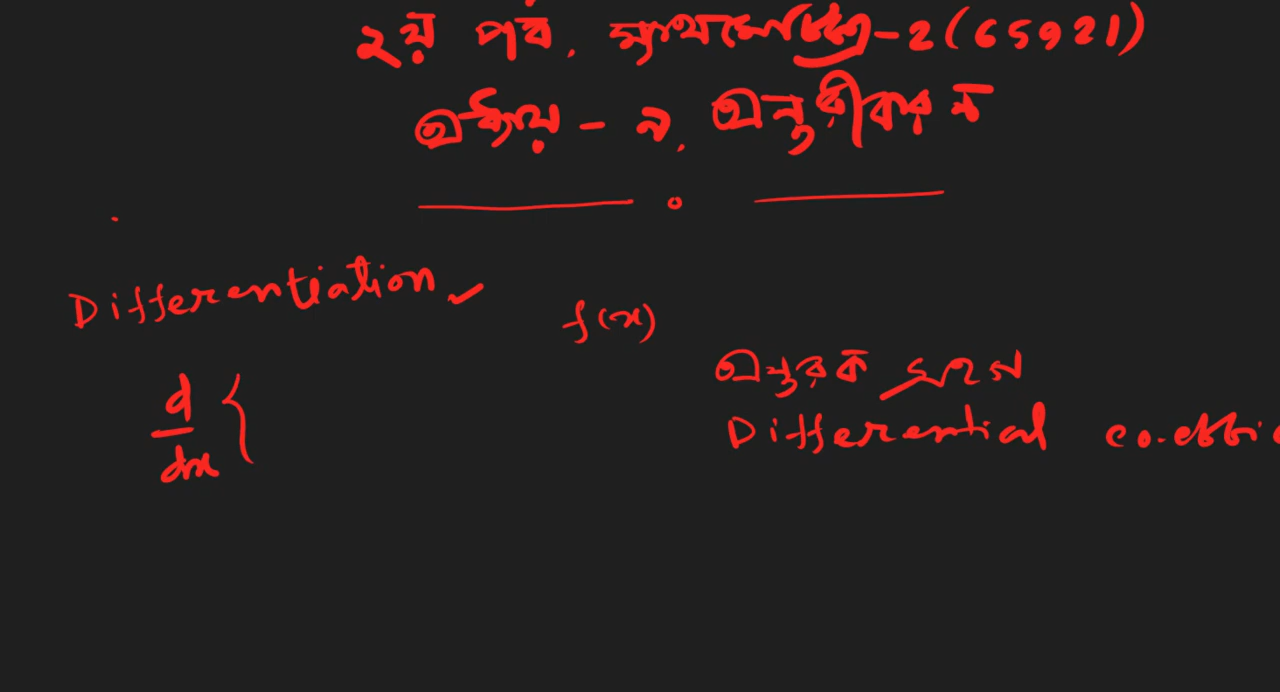 ২য় পর্ব, ম্যাথমেটিক্স-2(65921)
অধ্যায় - ৯, অন্তরীকরণ
Differentiation ✓
f(x)
d/dx {
অন্তরক সহগ
Differential co-effic